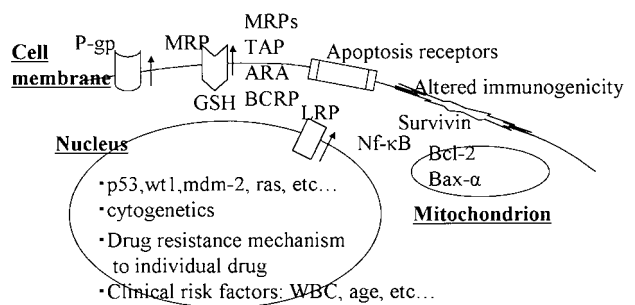 MRPs
P-gp
MRP
TAP
Apoptosis receptors
Cell
membrane
ARA
Altered immunogenicity
GSH
BCRP
LRP
Survivin
Nf-κB
Nucleus
Bcl-2
Bax-α
・p53,wt1,mdm-2, ras, etc…
・cytogenetics
Mitochondrion
・Drug resistance mechanism
to individual drug
・Clinical risk factors: WBC, age, etc…